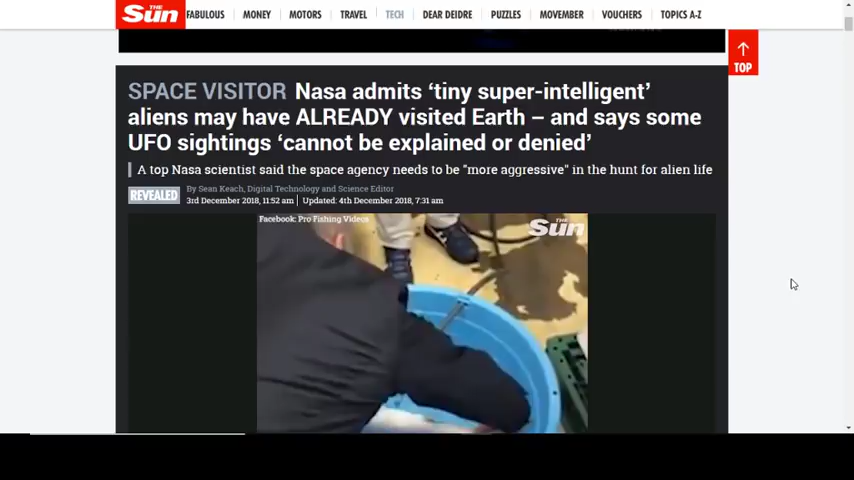 THE Sun
FABULOUS MONEY MOTORS TRAVEL TECH DEAR DEIDRE PUZZLES MOVEMBER VOUCHERS TOPICS A-Z
TOP
SPACE VISITOR Nasa admits ‘tiny super-intelligent’
aliens may have ALREADY visited Earth – and says some
UFO sightings ‘cannot be explained or denied’
A top Nasa scientist said the space agency needs to be "more aggressive" in the hunt for alien life
REVEALED
By Sean Keach, Digital Technology and Science Editor
3rd December 2018, 11:52 am Updated: 4th December 2018, 7:31 am
Facebook: Pro Fishing Videos
THE Sun